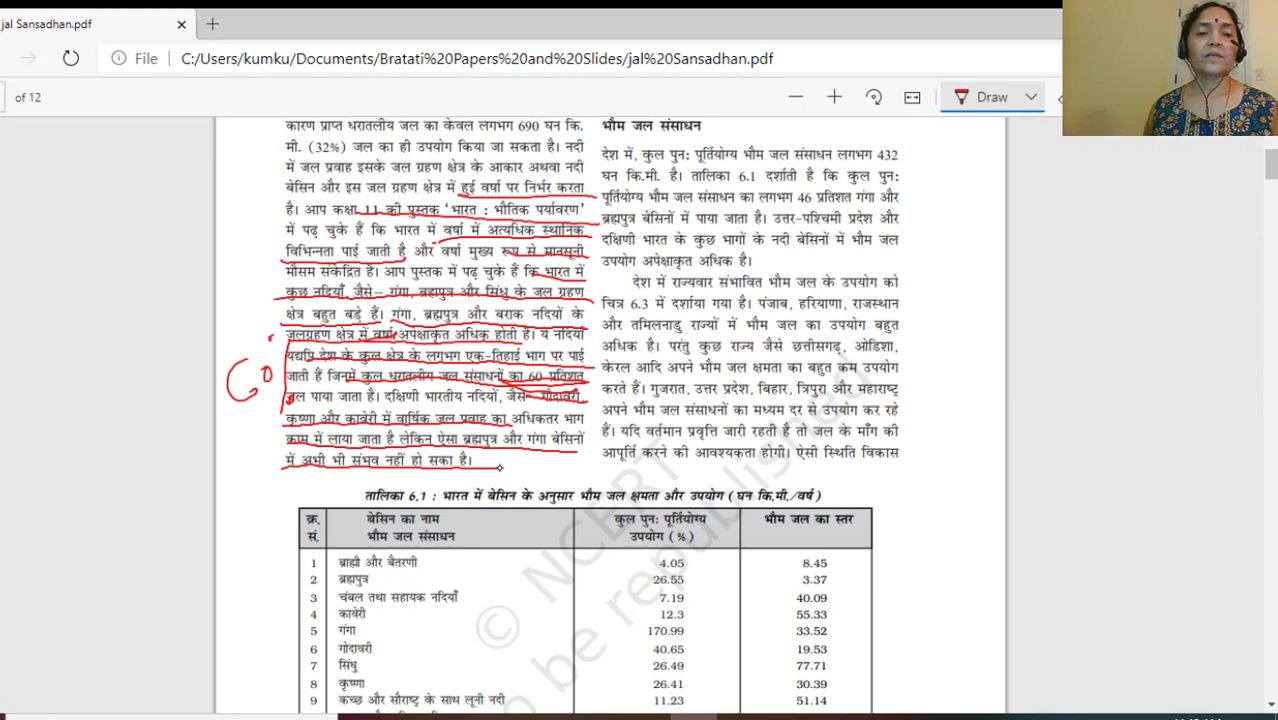 jal Sansadhan.pdf
File C:/Users/kumku/Documents/Bratati%20Papers%20and%20Slides/jal%20Sansadhan.pdf
of 12
Draw
कारण प्राप्त धरातलीय जल का केवल लगभग 690 घन कि.
मी. (32%) जल का ही उपयोग किया जा सकता है। नदी
में जल प्रवाह इसके जल ग्रहण क्षेत्र के आकार अथवा नदी
बेसिन और इस जल ग्रहण क्षेत्र में हुई वर्षा पर निर्भर करता
है। आप कक्षा 11 की पुस्तक 'भारत : भौतिक पर्यावरण'
में पढ़ चुके हैं कि भारत में वर्षा में अत्यधिक स्थानिक
विभिन्नता पाई जाती है और वर्षा मुख्य रूप से मानसूनी
मौसम संकेद्रित है। आप पुस्तक में पढ़ चुके हैं कि भारत में
कुछ नदियाँ, जैसे– गंगा, ब्रह्मपुत्र और सिंधु के जल ग्रहण
क्षेत्र बहुत बड़े हैं। गंगा, ब्रह्मपुत्र और बराक नदियों के
जलग्रहण क्षेत्र में वर्षा अपेक्षाकृत अधिक होती है। ये नदियाँ
यद्यपि देश के कुल क्षेत्र के लगभग एक-तिहाई भाग पर पाई
जाती हैं जिनमें कुल धरातलीय जल संसाधनों का 60 प्रतिशत
जल पाया जाता है। दक्षिणी भारतीय नदियों, जैसे– गोदावरी,
कृष्णा और कावेरी में वार्षिक जल प्रवाह का अधिकतर भाग
काम में लाया जाता है लेकिन ऐसा ब्रह्मपुत्र और गंगा बेसिनों
में अभी भी संभव नहीं हो सका है।
60
भौम जल संसाधन
देश में, कुल पुन: पूर्तियोग्य भौम जल संसाधन लगभग 432
घन कि.मी. है। तालिका 6.1 दर्शाती है कि कुल पुन:
पूर्तियोग्य भौम जल संसाधन का लगभग 46 प्रतिशत गंगा और
ब्रह्मपुत्र बेसिनों में पाया जाता है। उत्तर-पश्चिमी प्रदेश और
दक्षिणी भारत के कुछ भागों के नदी बेसिनों में भौम जल
उपयोग अपेक्षाकृत अधिक है।
देश में राज्यवार संभावित भौम जल के उपयोग को
चित्र 6.3 में दर्शाया गया है। पंजाब, हरियाणा, राजस्थान
और तमिलनाडु राज्यों में भौम जल का उपयोग बहुत
अधिक है। परंतु कुछ राज्य जैसे छत्तीसगढ़, ओडिशा,
केरल आदि अपने भौम जल क्षमता का बहुत कम उपयोग
करते हैं। गुजरात, उत्तर प्रदेश, बिहार, त्रिपुरा और महाराष्ट्र
अपने भौम जल संसाधनों का मध्यम दर से उपयोग कर रहे
हैं। यदि वर्तमान प्रवृत्ति जारी रहती है तो जल के माँग की
आपूर्ति करने की आवश्यकता होगी। ऐसी स्थिति विकास
तालिका 6.1 : भारत में बेसिन के अनुसार भौम जल क्षमता और उपयोग (घन कि.मी./वर्ष)
क्र. बेसिन का नाम कुल पुन: पूर्तियोग्य भौम जल का स्तर
सं. भौम जल संसाधन उपयोग (%)
1 ब्राह्मी और बैतरणी 4.05 8.45
2 ब्रह्मपुत्र 26.55 3.37
3 चंबल तथा सहायक नदियाँ 7.19 40.09
4 कावेरी 12.3 55.33
5 गंगा 170.99 33.52
6 गोदावरी 40.65 19.53
7 सिंधु 26.49 77.71
8 कृष्णा 26.41 30.39
9 कच्छ और सौराष्ट्र के साथ लूनी नदी 11.23 51.14
© NCERT
be republished